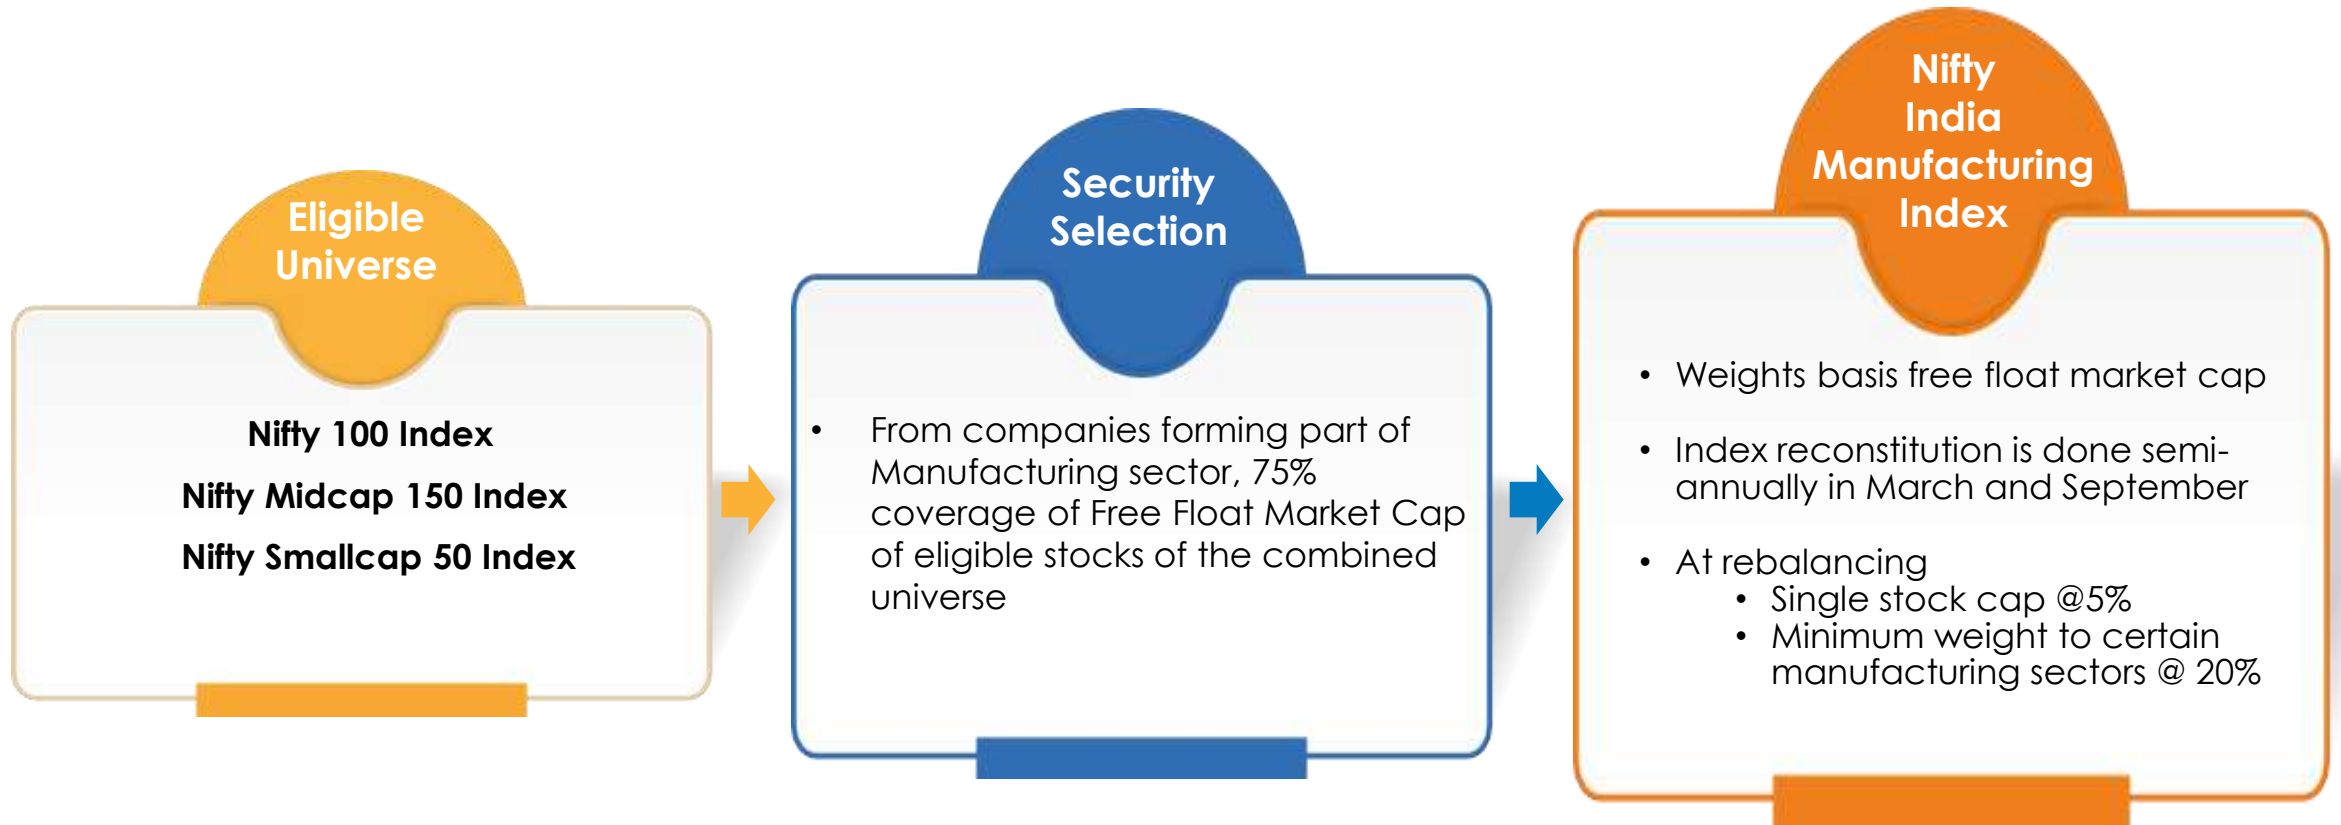 Eligible
Universe
Nifty 100 Index
Nifty Midcap 150 Index
Nifty Smallcap 50 Index
Security
Selection
• From companies forming part of
Manufacturing sector, 75%
coverage of Free Float Market Cap
of eligible stocks of the combined
universe
Nifty
India
Manufacturing
Index
• Weights basis free float market cap
• Index reconstitution is done semi-
annually in March and September
• At rebalancing
• Single stock cap @5%
• Minimum weight to certain
manufacturing sectors @ 20%